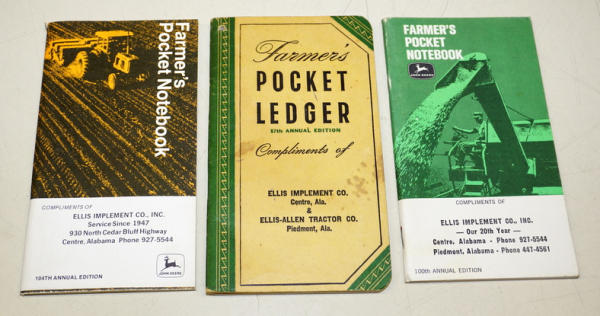 Farmer's
Pocket Notebook
COMPLIMENTS OF
ELLIS IMPLEMENT CO., INC.
Service Since 1947
930 North Cedar Bluff Highway
Centre, Alabama Phone 927-5544
104TH ANNUAL EDITION
JOHN DEERE
Farmer's
POCKET
LEDGER
87th ANNUAL EDITION
Compliments of
ELLIS IMPLEMENT CO.
Centre, Ala.
&
ELLIS-ALLEN TRACTOR CO.
Piedmont, Ala.
FARMER'S
POCKET
NOTEBOOK
JOHN DEERE
COMPLIMENTS OF
ELLIS IMPLEMENT CO., INC.
— Our 20th Year —
Centre, Alabama - Phone 927-5544
Piedmont, Alabama - Phone 447-4561
100th ANNUAL EDITION